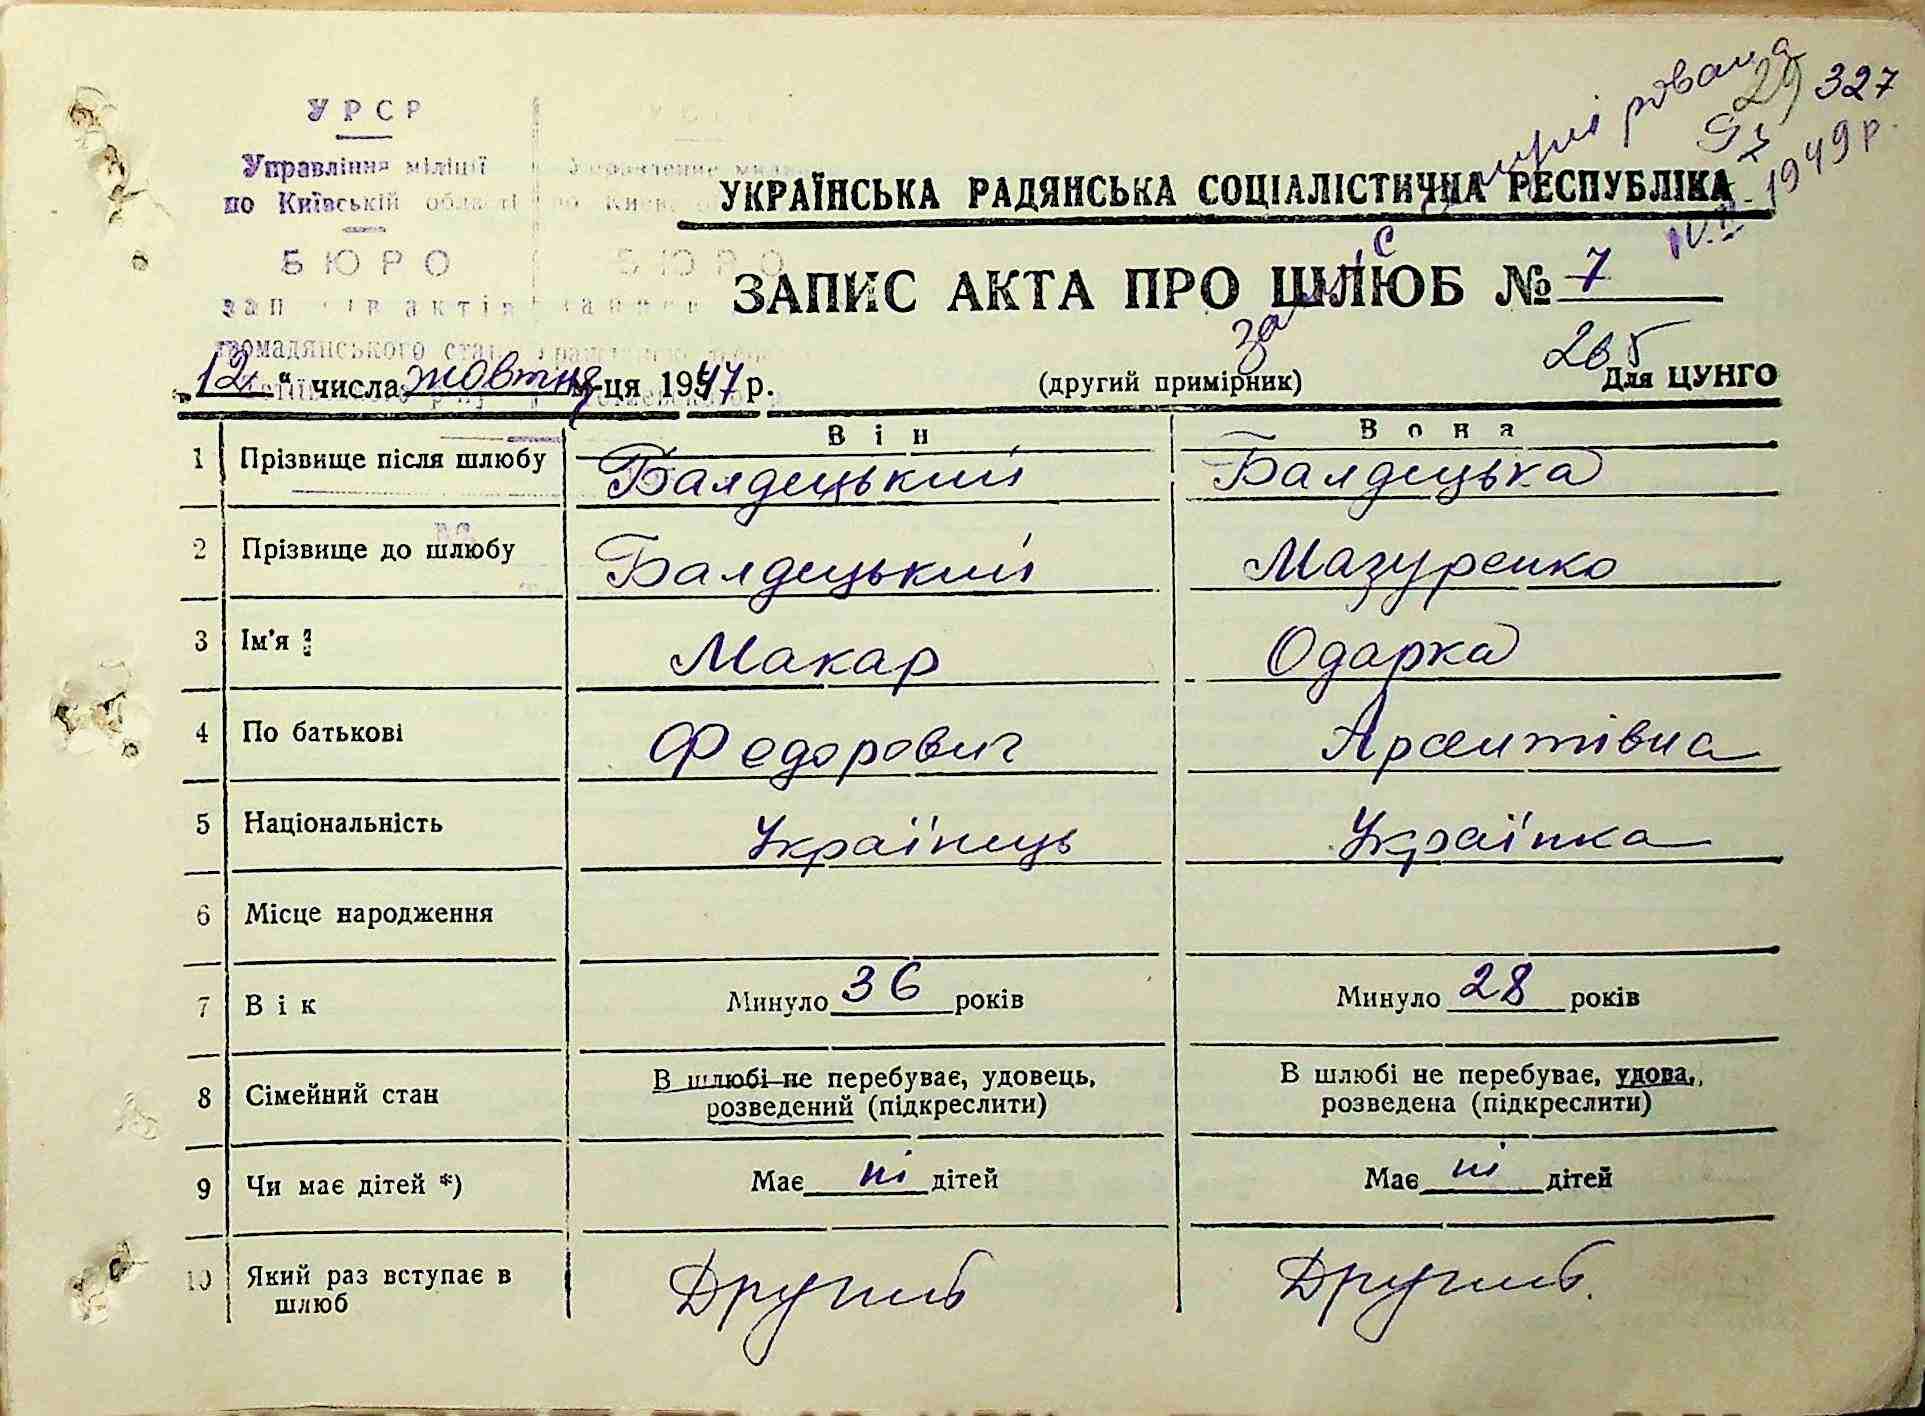 УРСР
Управління міліції
по Київській області
БЮРО
громадянського
327
29
97
1949 р.
УКРАЇНСЬКА РАДЯНСЬКА СОЦІАЛІСТИЧНА РЕСПУБЛІКА
ЗАПИС АКТА ПРО ШЛЮБ № 7
„12“ числа жовтня м-ця 1947 р.
(другий примірник)
Для ЦУНГО
Він Вона
1 Прізвище після шлюбу Балдецький Балдецька
2 Прізвище до шлюбу Балдецький Мазуренко
3 Ім'я Макар Одарка
4 По батькові Федорович Арсентівна
5 Національність Українець Українка
6 Місце народження
7 Вік Минуло 36 років Минуло 28 років
8 Сімейний стан В шлюбі не перебуває, удовець, В шлюбі не перебуває, удова,
розведений (підкреслити) розведена (підкреслити)
9 Чи має дітей *) Має ні дітей Має ні дітей
10 Який раз вступає в Другий Другий
шлюб